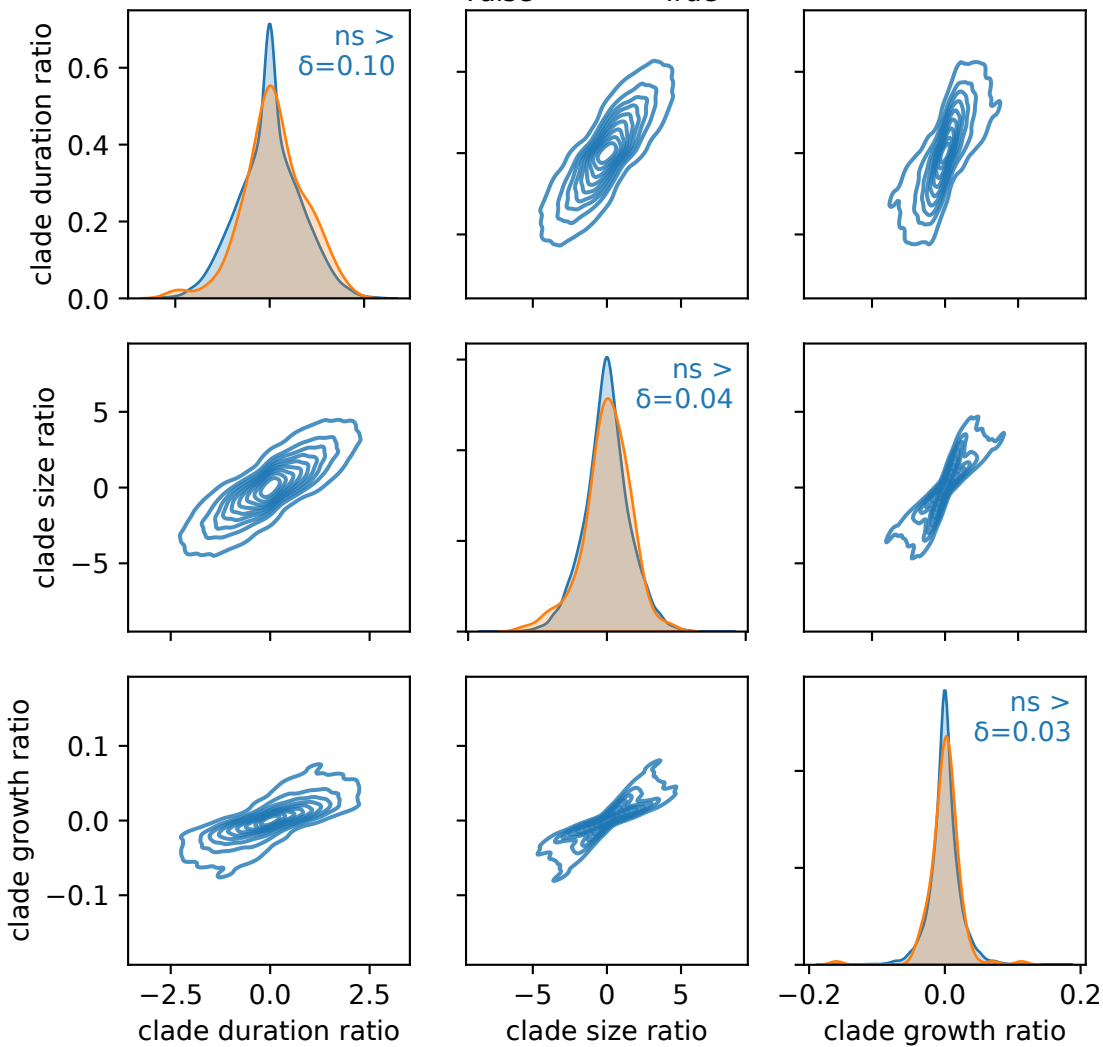 clade duration ratio
0.6
0.4
0.2
0.0
ns >
δ=0.10
clade size ratio
5
0
−5
ns >
δ=0.04
clade growth ratio
0.1
0.0
−0.1
ns >
δ=0.03
−2.5 0.0 2.5
−5 0 5
−0.2 0.0 0.2
clade duration ratio
clade size ratio
clade growth ratio